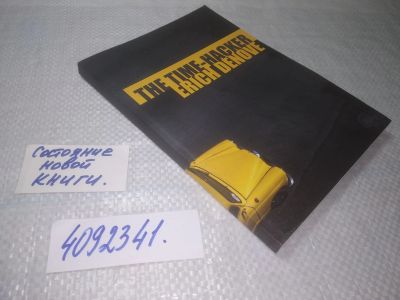 THE TIME-HACKER
ERICH DENOVE
Состояние
новой
книги.
4092341.